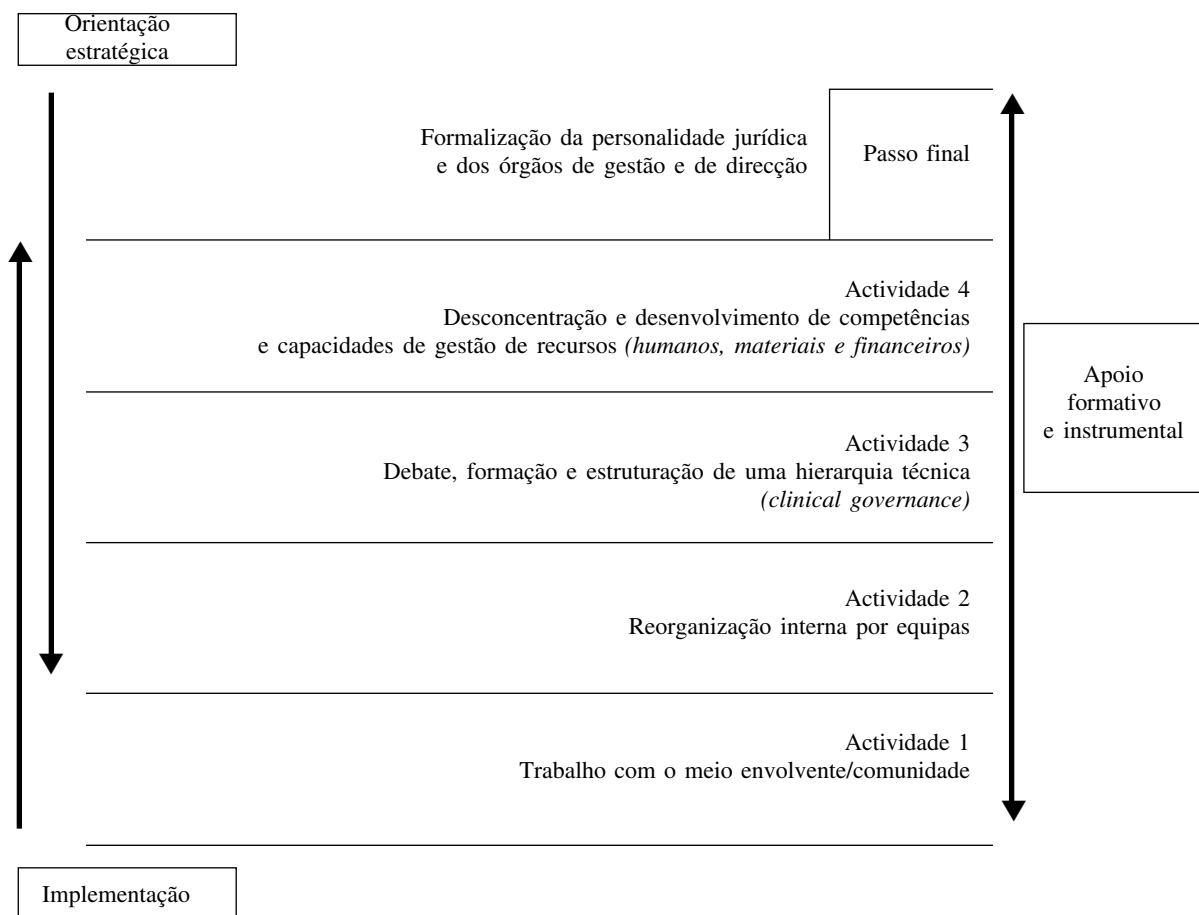 Orientação
estratégica
Formalização da personalidade jurídica
e dos órgãos de gestão e de direcção
Passo final
Actividade 4
Desconcentração e desenvolvimento de competências
e capacidades de gestão de recursos (humanos, materiais e financeiros)
Apoio
formativo
e instrumental
Actividade 3
Debate, formação e estruturação de uma hierarquia técnica
(clinical governance)
Actividade 2
Reorganização interna por equipas
Actividade 1
Trabalho com o meio envolvente/comunidade
Implementação